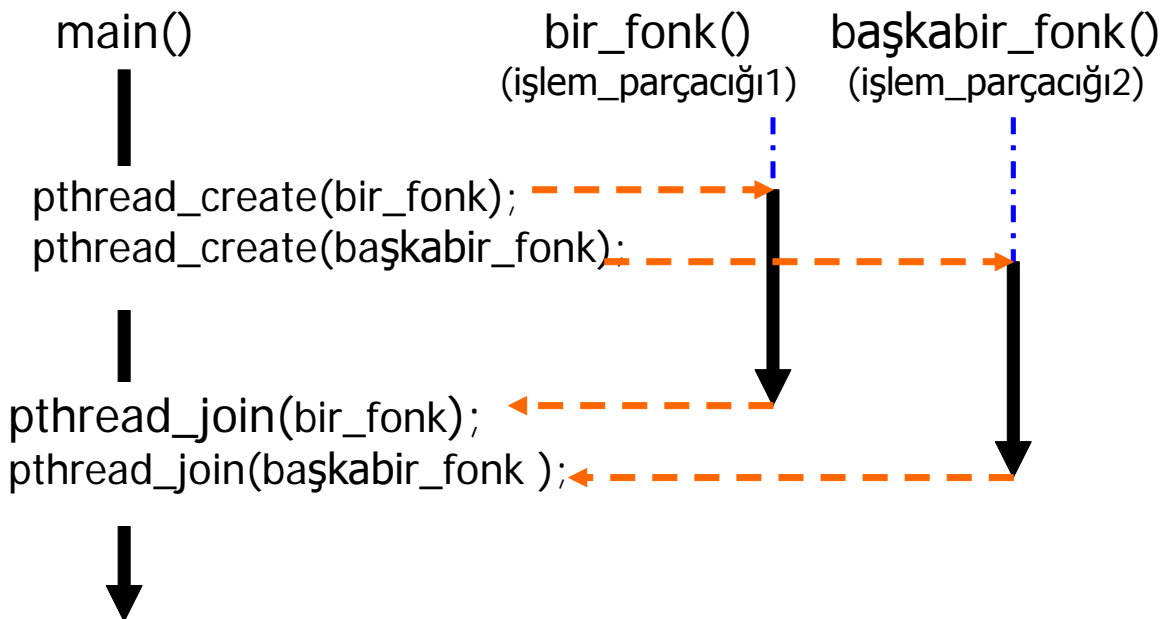 main() bir_fonk() başkabir_fonk()
(işlem_parçacığı1) (işlem_parçacığı2)
pthread_create(bir_fonk);
pthread_create(başkabir_fonk);
pthread_join(bir_fonk);
pthread_join(başkabir_fonk );